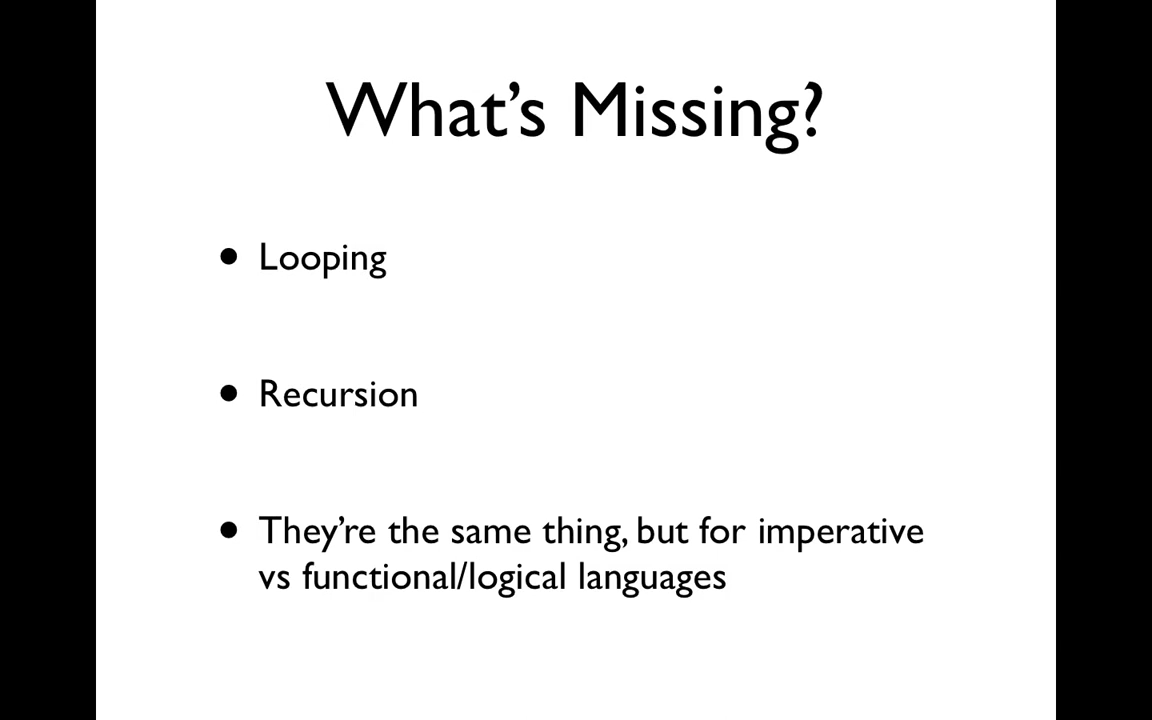 What’s Missing?
• Looping
• Recursion
• They’re the same thing, but for imperative
vs functional/logical languages